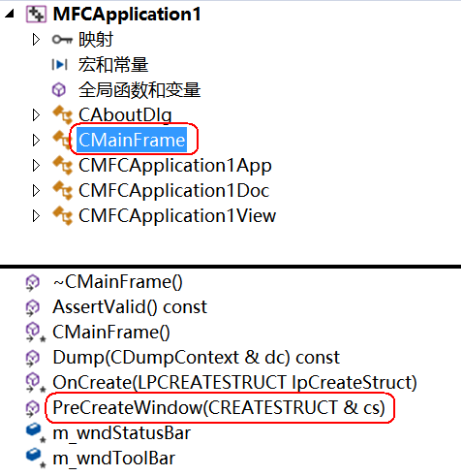 MFCApplication1
映射
宏和常量
全局函数和变量
CAboutDlg
CMainFrame
CMFCApplication1App
CMFCApplication1Doc
CMFCApplication1View
~CMainFrame()
AssertValid() const
CMainFrame()
Dump(CDumpContext & dc) const
OnCreate(LPCREATESTRUCT lpCreateStruct)
PreCreateWindow(CREATESTRUCT & cs)
m_wndStatusBar
m_wndToolBar